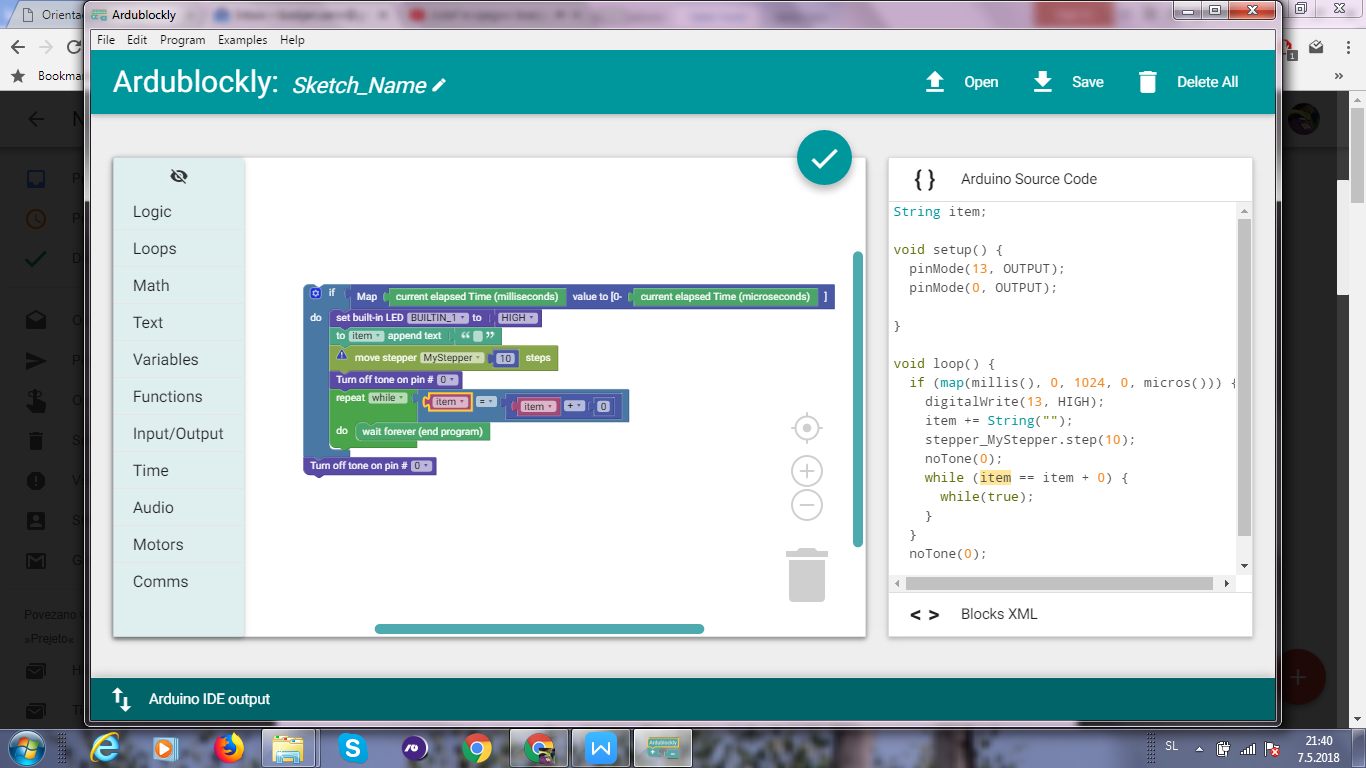 Orientac
Ardublockly
File Edit Program Examples Help
Bookmar
Ardublockly: Sketch_Name
Open Save Delete All
Logic
Loops
Math
Text
Variables
Functions
Input/Output
Time
Audio
Motors
Comms
if Map current elapsed Time (milliseconds) value to [0- current elapsed Time (microseconds) ]
do set built-in LED BUILTIN_1 to HIGH
to item append text “ ”
move stepper MyStepper 10 steps
Turn off tone on pin # 0
repeat while item = item + 0
do wait forever (end program)
Turn off tone on pin # 0
{ } Arduino Source Code
String item;
void setup() {
pinMode(13, OUTPUT);
pinMode(0, OUTPUT);
}
void loop() {
if (map(millis(), 0, 1024, 0, micros())) {
digitalWrite(13, HIGH);
item += String("");
stepper_MyStepper.step(10);
noTone(0);
while (item == item + 0) {
while(true);
}
}
noTone(0);
< > Blocks XML
Povezano
»Prejeto«
Arduino IDE output
SL
21:40
7.5.2018